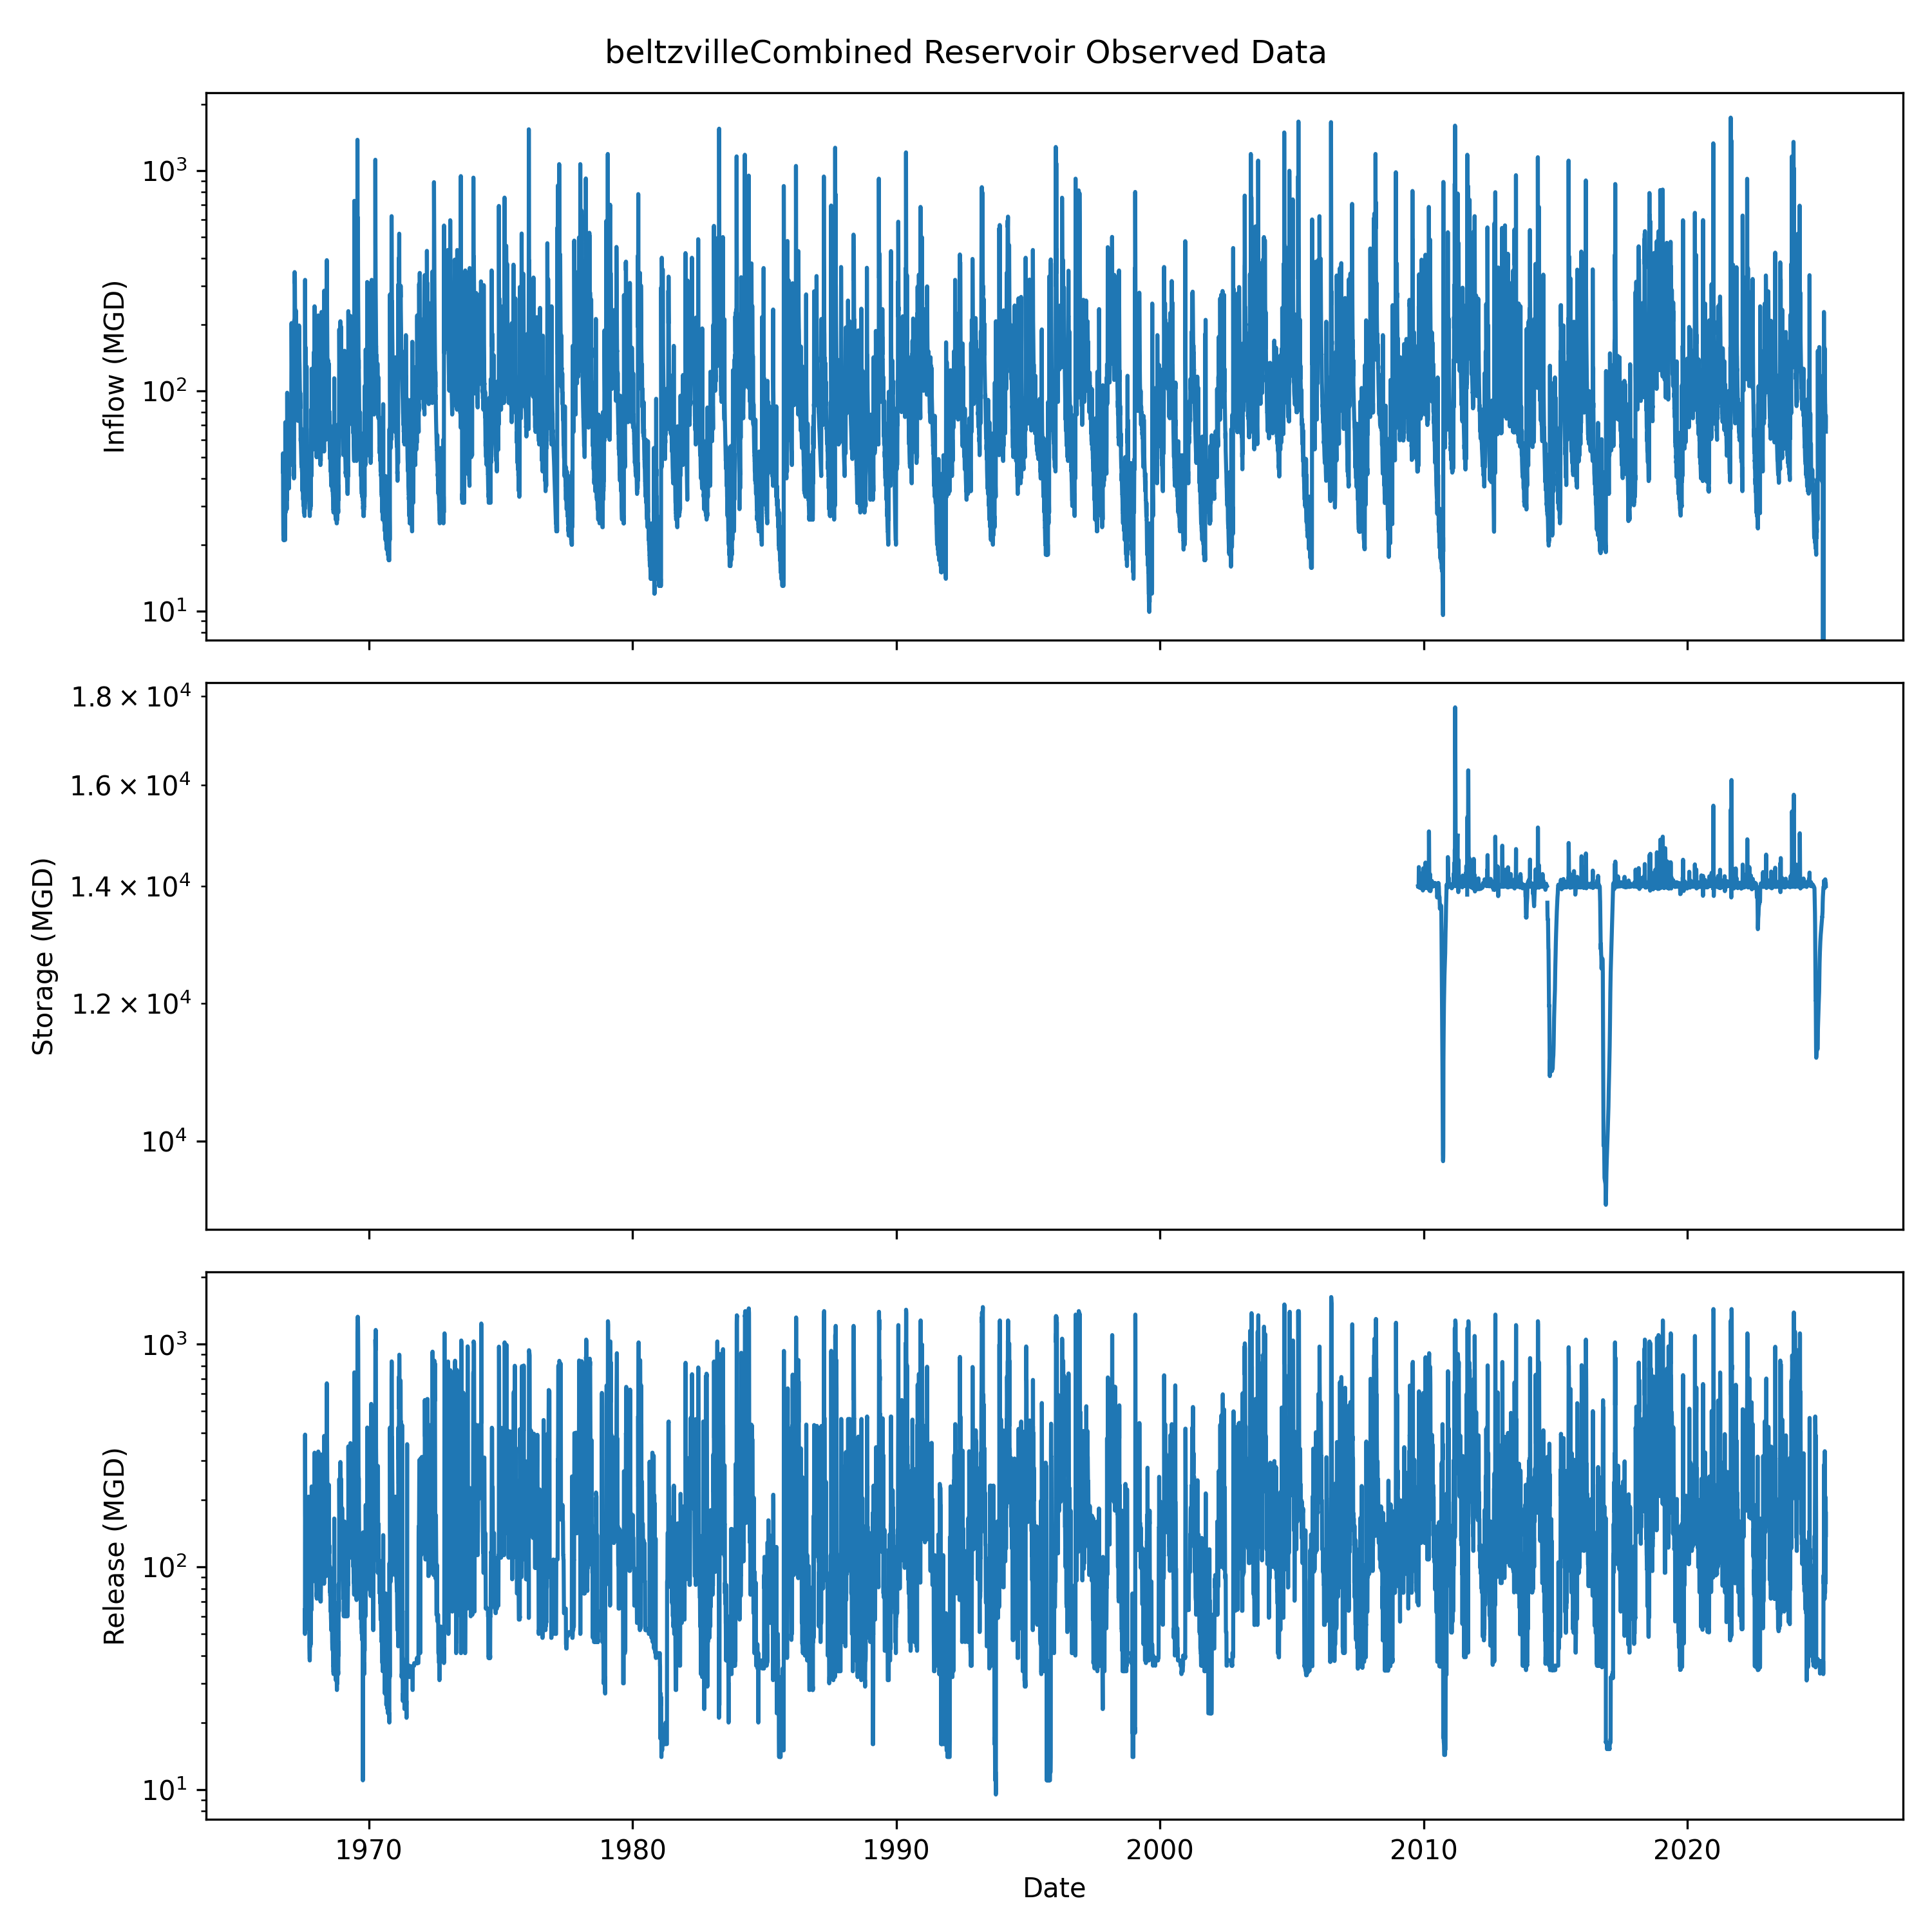 beltzvilleCombined Reservoir Observed Data
Inflow (MGD)
10³
10²
10¹
Storage (MGD)
1.8×10⁴
1.6×10⁴
1.4×10⁴
1.2×10⁴
10⁴
Release (MGD)
10³
10²
10¹
1970 1980 1990 2000 2010 2020
Date